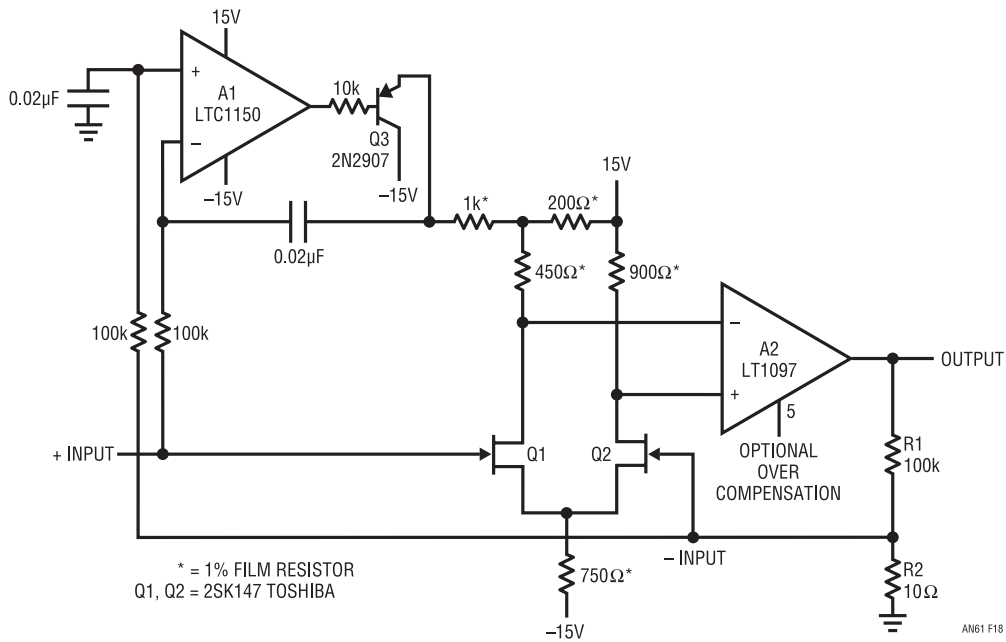 15V
0.02µF
+
A1
LTC1150
–
10k
Q3
2N2907
–15V
–15V
15V
1k*
200Ω*
0.02µF
450Ω*
900Ω*
100k
100k
–
A2
LT1097
+
OUTPUT
5
+ INPUT
Q1
Q2
OPTIONAL
OVER
COMPENSATION
R1
100k
– INPUT
* = 1% FILM RESISTOR
Q1, Q2 = 2SK147 TOSHIBA
750Ω*
–15V
R2
10Ω
AN61 F18